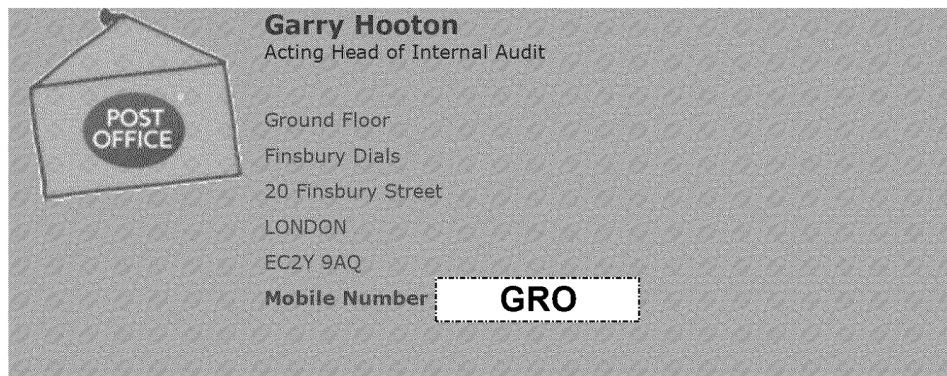 POST
OFFICE
Garry Hooton
Acting Head of Internal Audit
Ground Floor
Finsbury Dials
20 Finsbury Street
LONDON
EC2Y 9AQ
Mobile Number GRO